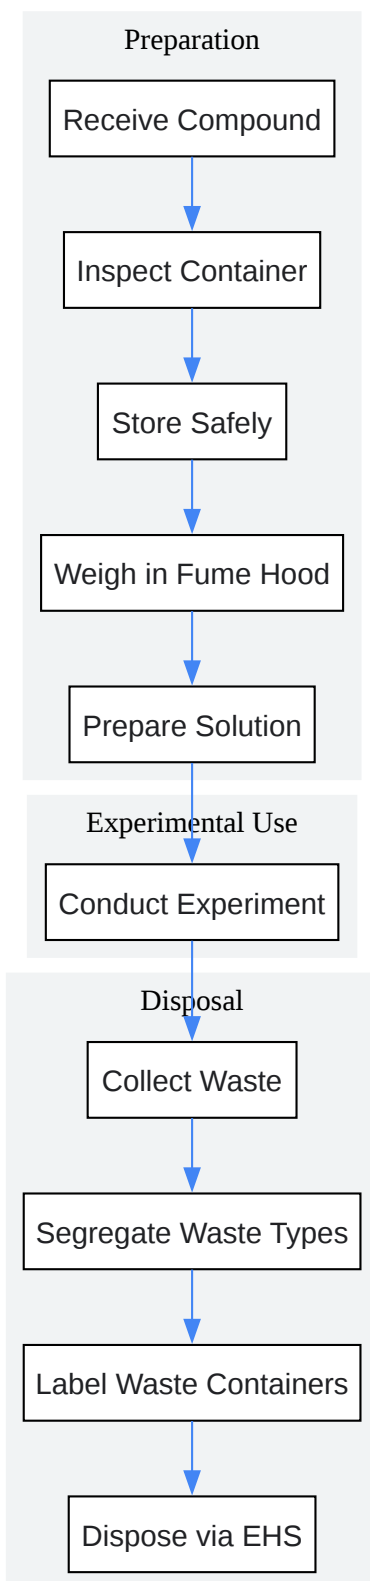 Preparation
Receive Compound
Inspect Container
Store Safely
Weigh in Fume Hood
Prepare Solution
Experimental Use
Conduct Experiment
Disposal
Collect Waste
Segregate Waste Types
Label Waste Containers
Dispose via EHS